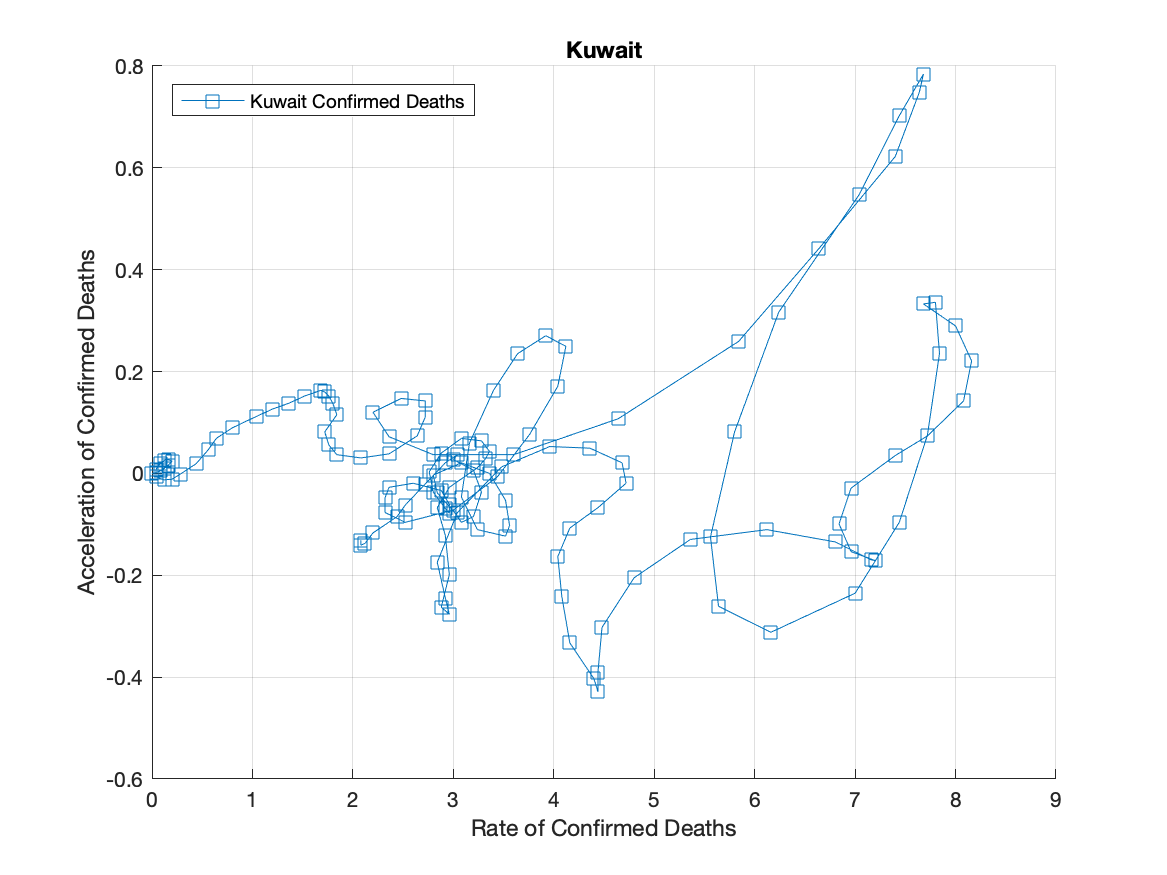 Kuwait
Kuwait Confirmed Deaths
0.8
0.6
0.4
0.2
0
-0.2
-0.4
-0.6
Acceleration of Confirmed Deaths
0 1 2 3 4 5 6 7 8 9
Rate of Confirmed Deaths